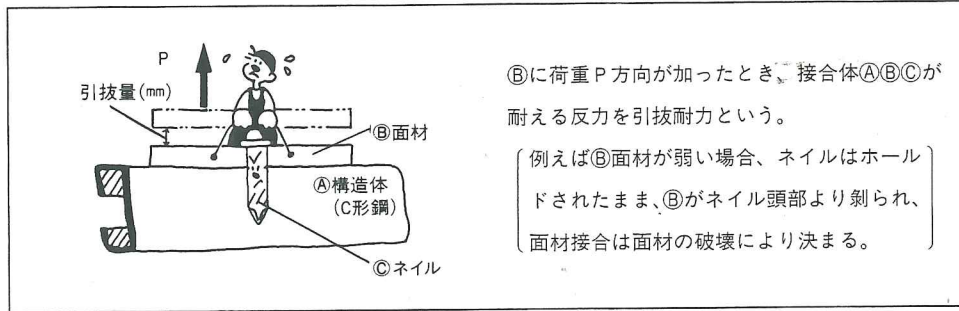 P
引抜量(mm)
Ⓑ面材
Ⓐ構造体
(C形鋼)
Ⓒネイル
Ⓑに荷重P方向が加ったとき、接合体ⒶⒷⒸが
耐える反力を引抜耐力という。
例えばⒷ面材が弱い場合、ネイルはホール
ドされたまま、Ⓑがネイル頭部より剝られ、
面材接合は面材の破壊により決まる。